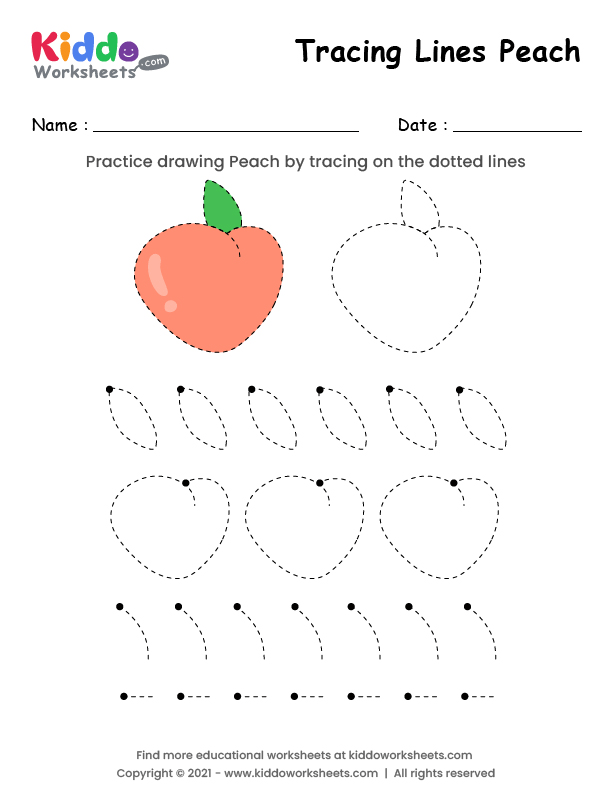 Kiddo
Worksheets .com
Tracing Lines Peach
Name : Date :
Practice drawing Peach by tracing on the dotted lines
Find more educational worksheets at kiddoworksheets.com
Copyright © 2021 - www.kiddoworksheets.com | All rights reserved